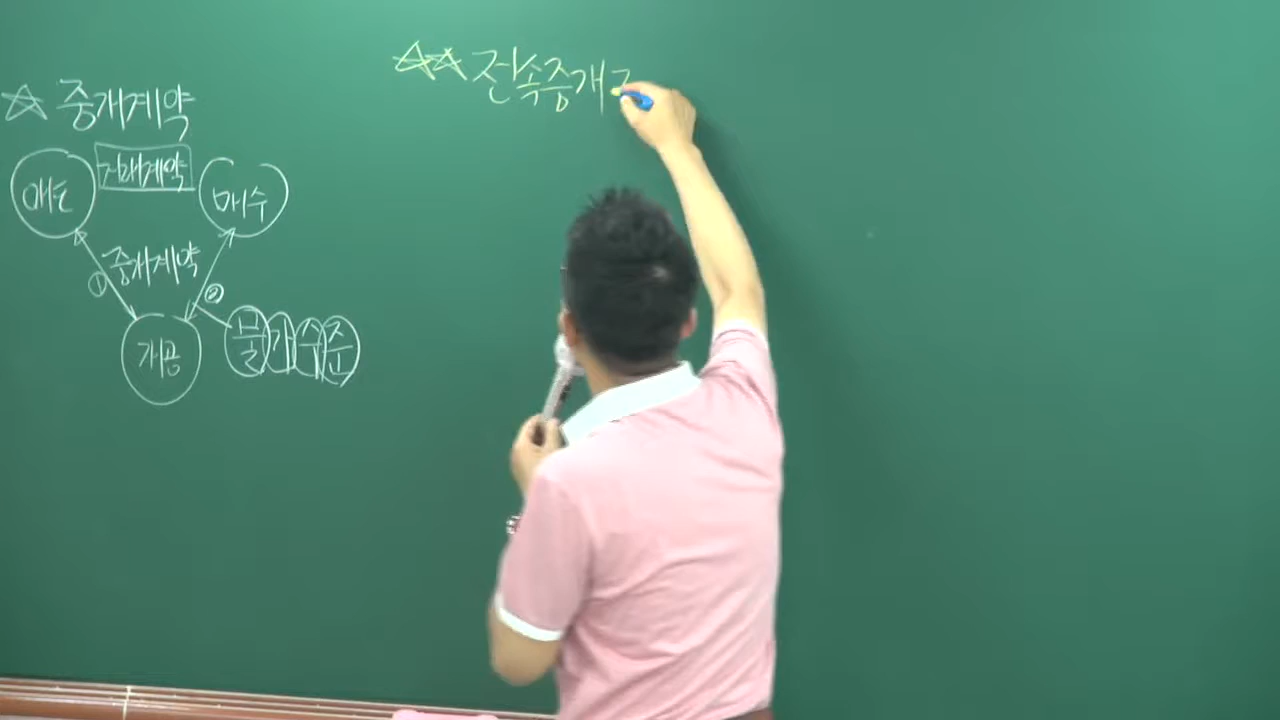 ☆ 중개계약
매도 거래계약 매수
중개계약
① ②
개공 물 가 수 준
☆☆ 전속중개